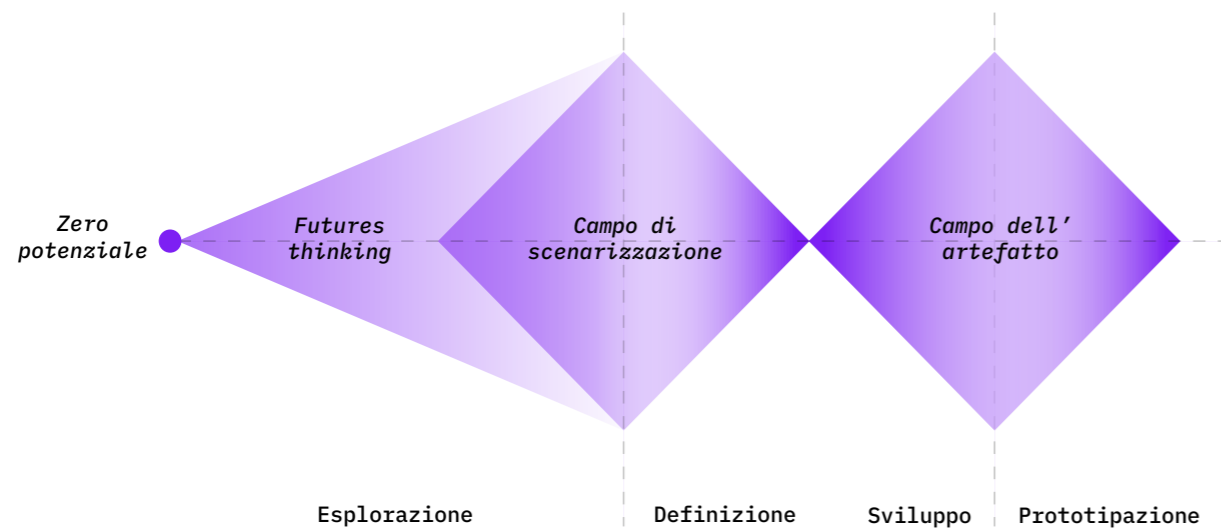 Zero
potenziale
Futures
thinking
Campo di
scenarizzazione
Campo dell’
artefatto
Esplorazione
Definizione
Sviluppo
Prototipazione